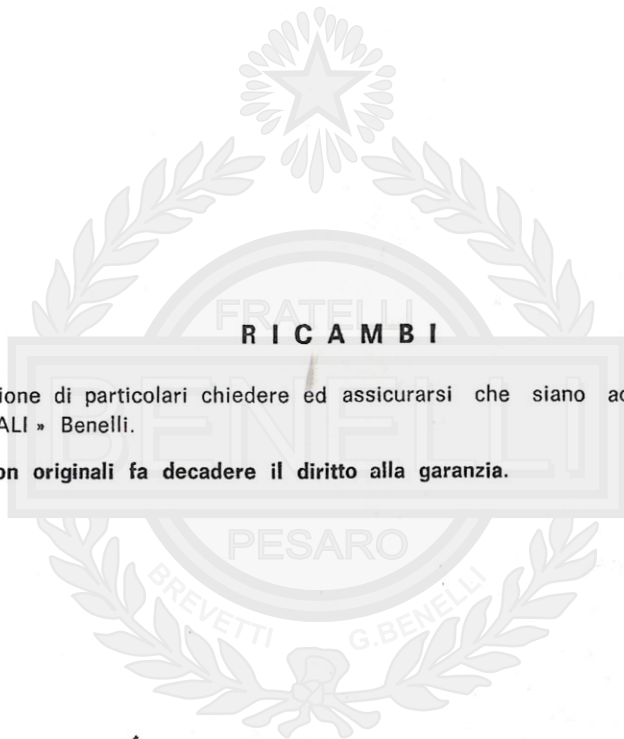 FRATELLI
RICAMBI
BENELLI
ione di particolari chiedere ed assicurarsi che siano
ALI » Benelli.
on originali fa decadere il diritto alla garanzia.
PESARO
BREVETTI G.BENELLI